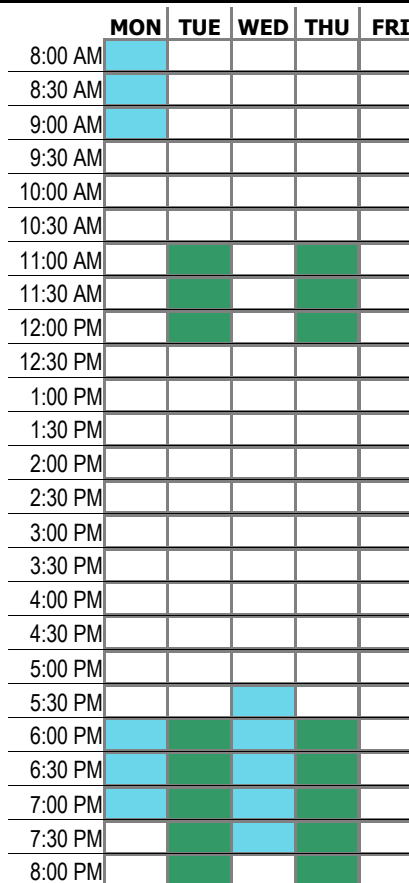 MON TUE WED THU FRI
8:00 AM
8:30 AM
9:00 AM
9:30 AM
10:00 AM
10:30 AM
11:00 AM
11:30 AM
12:00 PM
12:30 PM
1:00 PM
1:30 PM
2:00 PM
2:30 PM
3:00 PM
3:30 PM
4:00 PM
4:30 PM
5:00 PM
5:30 PM
6:00 PM
6:30 PM
7:00 PM
7:30 PM
8:00 PM